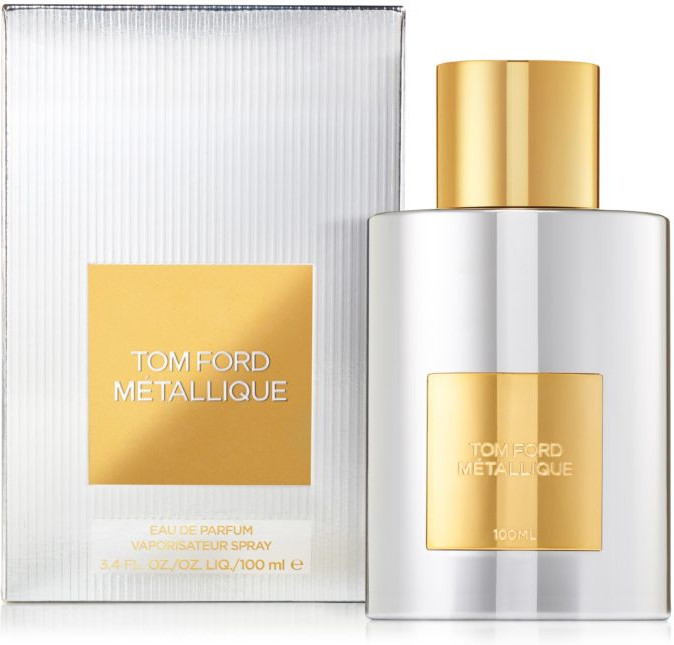 TOM FORD
MÉTALLIQUE
EAU DE PARFUM
VAPORISATEUR SPRAY
3.4 FL. OZ./OZ. LIQ./100 ml ℮
TOM FORD
MÉTALLIQUE
100ML